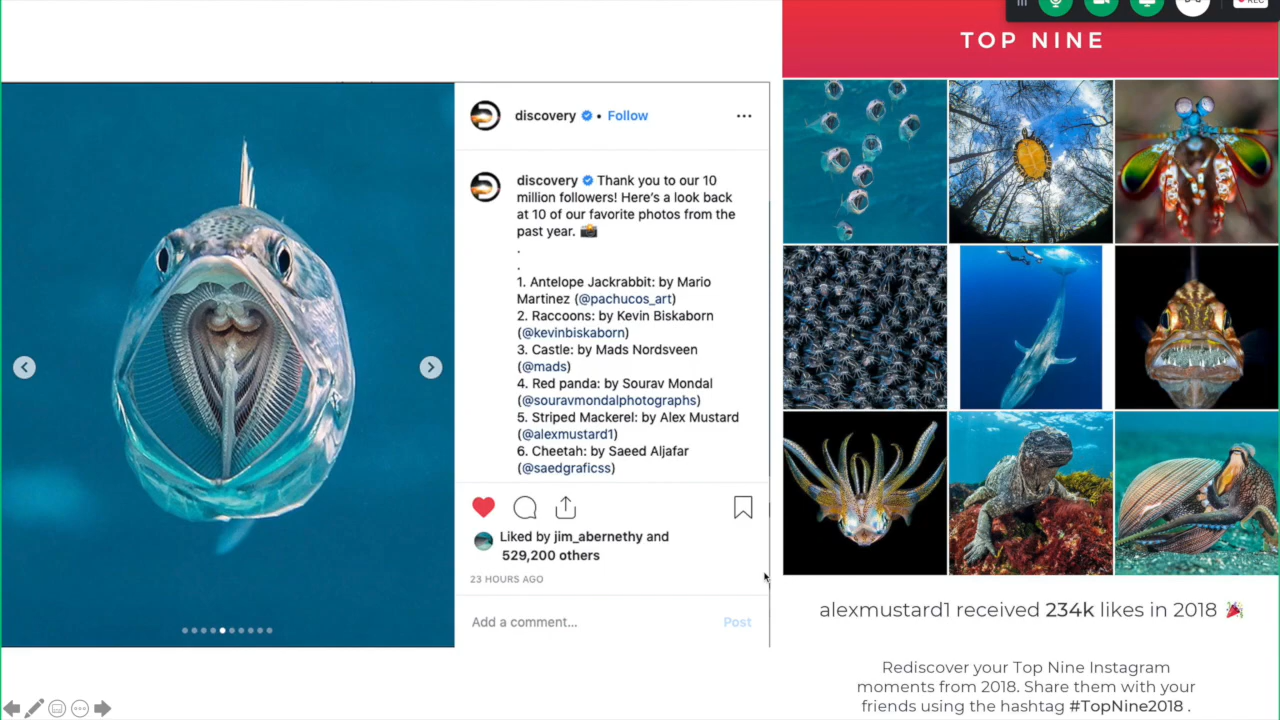 REC
discovery • Follow
discovery Thank you to our 10
million followers! Here's a look back
at 10 of our favorite photos from the
past year. 📸
.
.
1. Antelope Jackrabbit: by Mario
Martinez (@pachucos_art)
2. Raccoons: by Kevin Biskaborn
(@kevinbiskaborn)
3. Castle: by Mads Nordsveen
(@mads)
4. Red panda: by Sourav Mondal
(@souravmondalphotographs)
5. Striped Mackerel: by Alex Mustard
(@alexmustard1)
6. Cheetah: by Saeed Aljafar
(@saedgraficss)
Liked by jim_abernethy and
529,200 others
23 HOURS AGO
Add a comment... Post
TOP NINE
alexmustard1 received 234k likes in 2018 🎉
Rediscover your Top Nine Instagram
moments from 2018. Share them with your
friends using the hashtag #TopNine2018 .